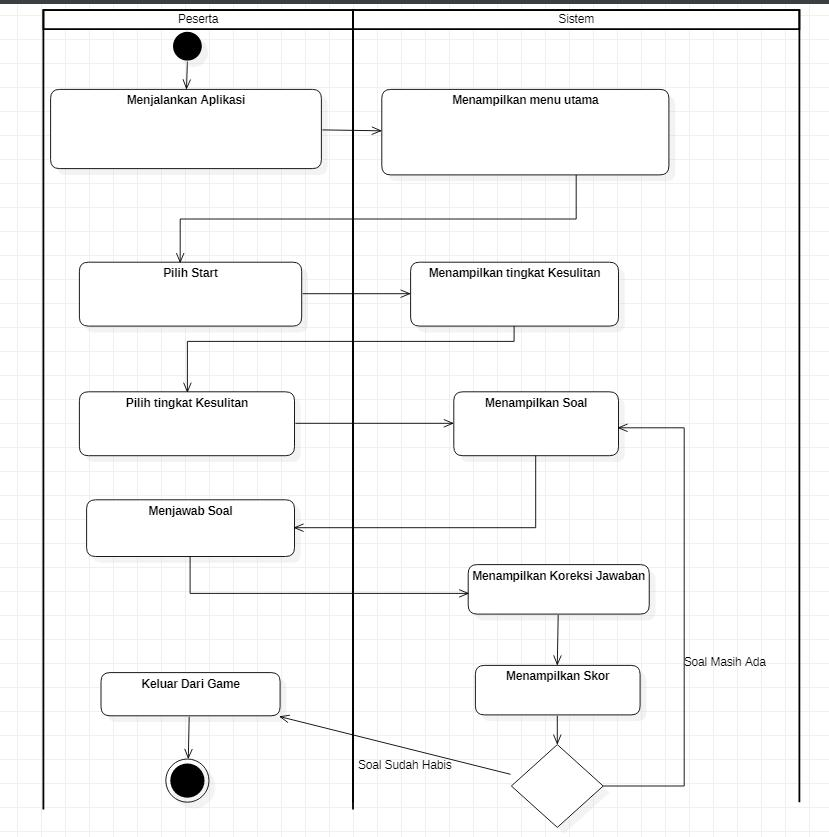 Peserta
Sistem
Menjalankan Aplikasi
Menampilkan menu utama
Pilih Start
Menampilkan tingkat Kesulitan
Pilih tingkat Kesulitan
Menampilkan Soal
Menjawab Soal
Menampilkan Koreksi Jawaban
Soal Masih Ada
Menampilkan Skor
Keluar Dari Game
Soal Sudah Habis